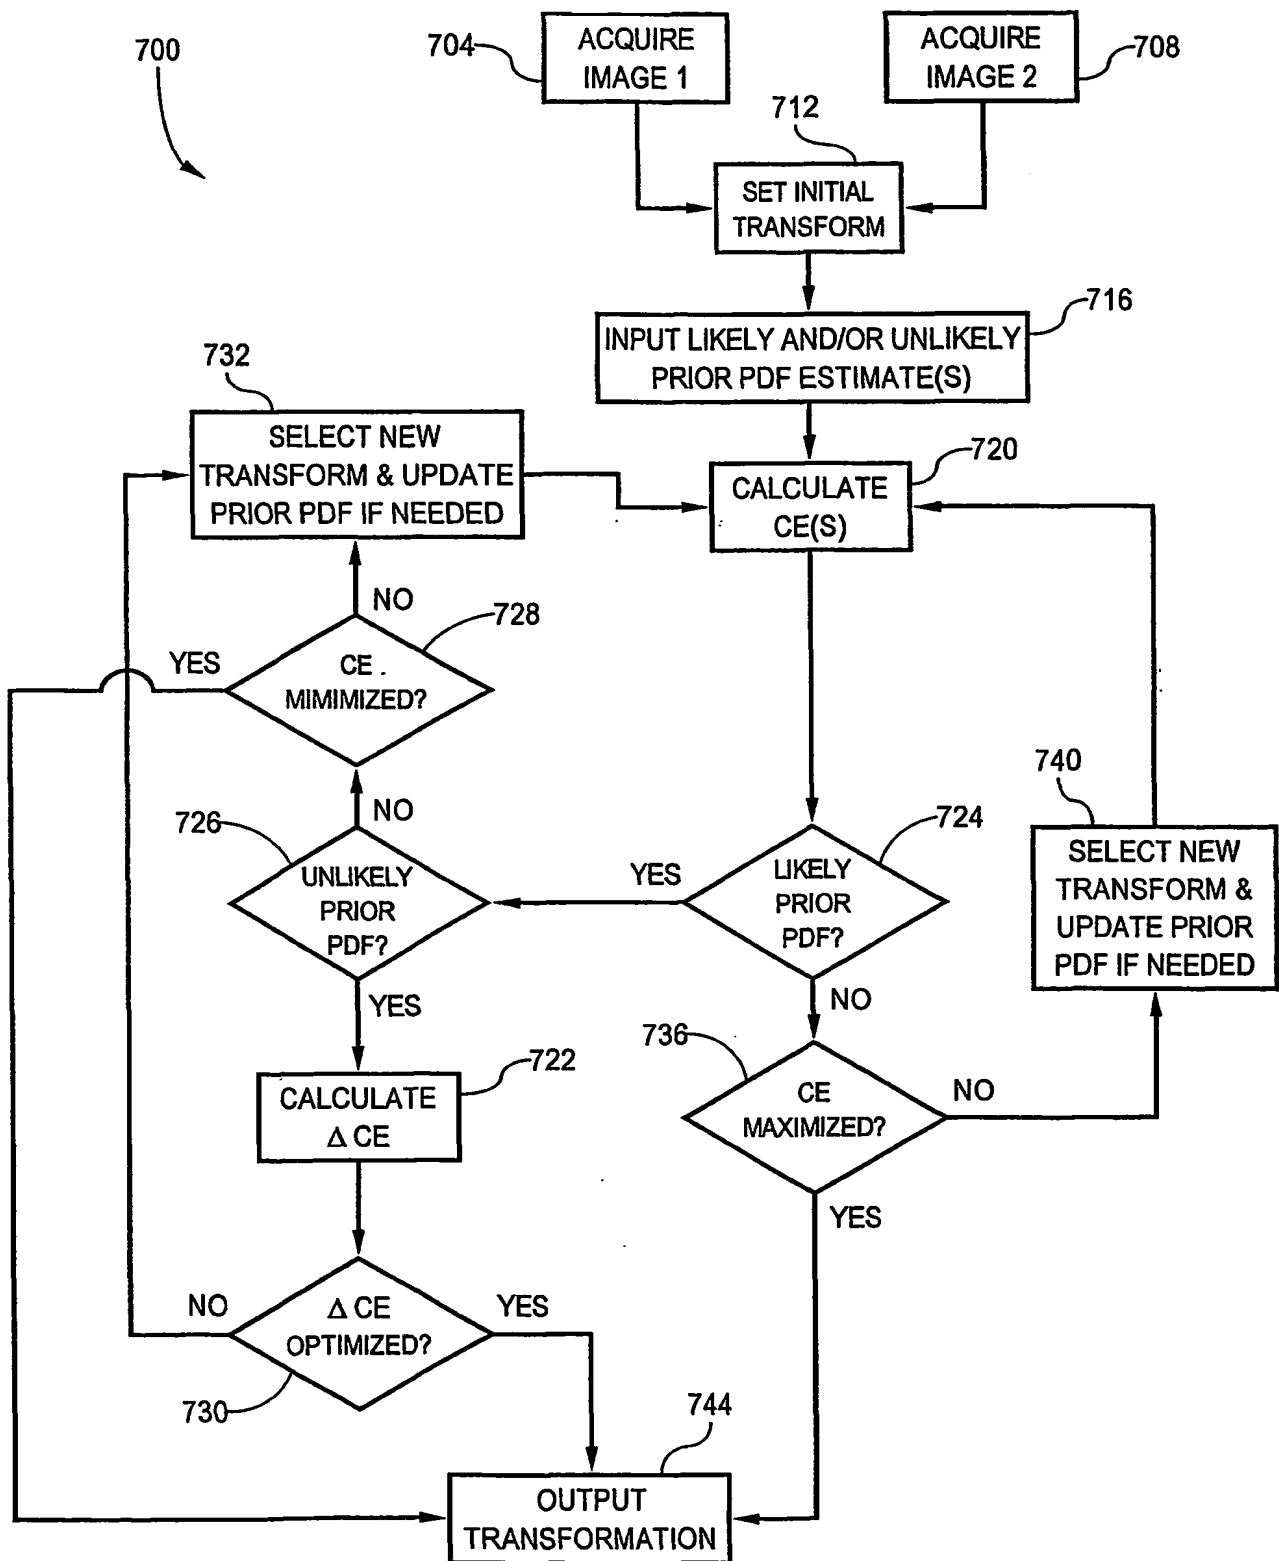 700
704
ACQUIRE
IMAGE 1
ACQUIRE
IMAGE 2
708
712
SET INITIAL
TRANSFORM
716
INPUT LIKELY AND/OR UNLIKELY
PRIOR PDF ESTIMATE(S)
732
SELECT NEW
TRANSFORM & UPDATE
PRIOR PDF IF NEEDED
720
CALCULATE
CE(S)
NO
728
YES
CE
MIMIMIZED?
740
SELECT NEW
TRANSFORM &
UPDATE PRIOR
PDF IF NEEDED
NO
726
UNLIKELY
PRIOR
PDF?
YES
724
LIKELY
PRIOR
PDF?
YES
NO
722
CALCULATE
Δ CE
736
CE
MAXIMIZED?
NO
YES
NO
Δ CE
OPTIMIZED?
YES
730
744
OUTPUT
TRANSFORMATION